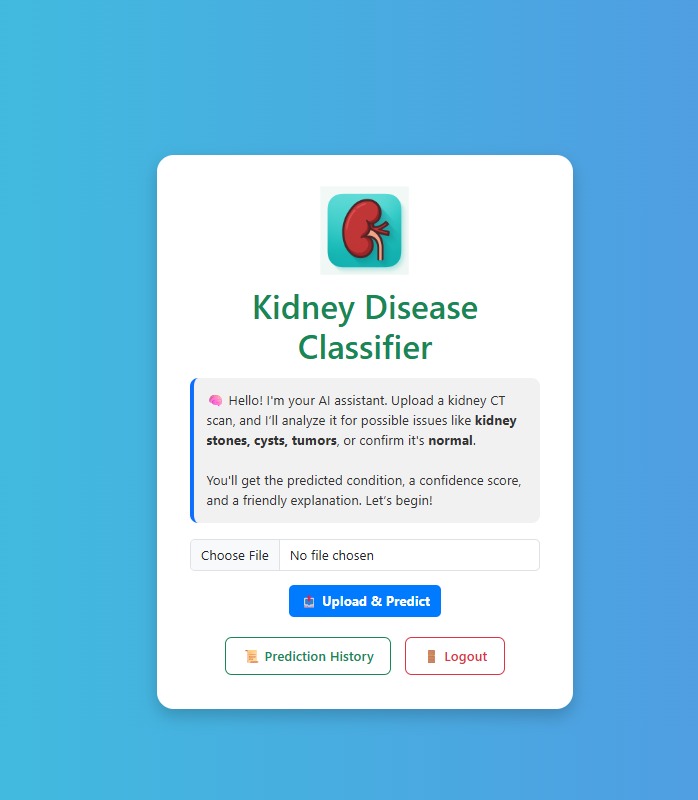 Kidney Disease
Classifier
🧠 Hello! I'm your AI assistant. Upload a kidney CT
scan, and I’ll analyze it for possible issues like kidney
stones, cysts, tumors, or confirm it's normal.
You'll get the predicted condition, a confidence score,
and a friendly explanation. Let’s begin!
Choose File No file chosen
📤 Upload & Predict
📜 Prediction History 🚪 Logout